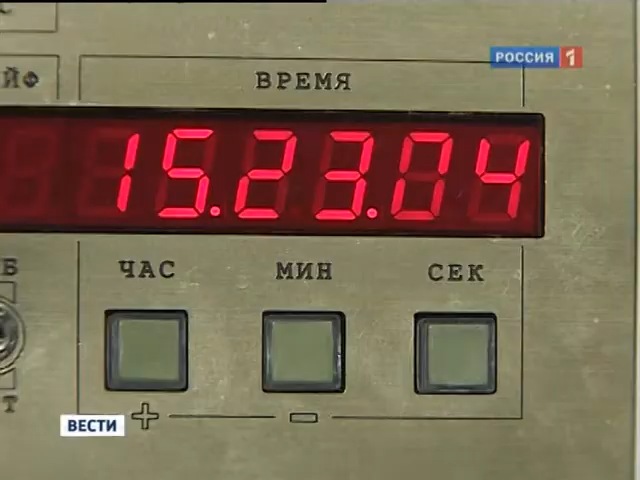 РОССИЯ 1
ЙФ
ВРЕМЯ
15.23.04
Б
ЧАС МИН СЕК
Т
+ −
ВЕСТИ